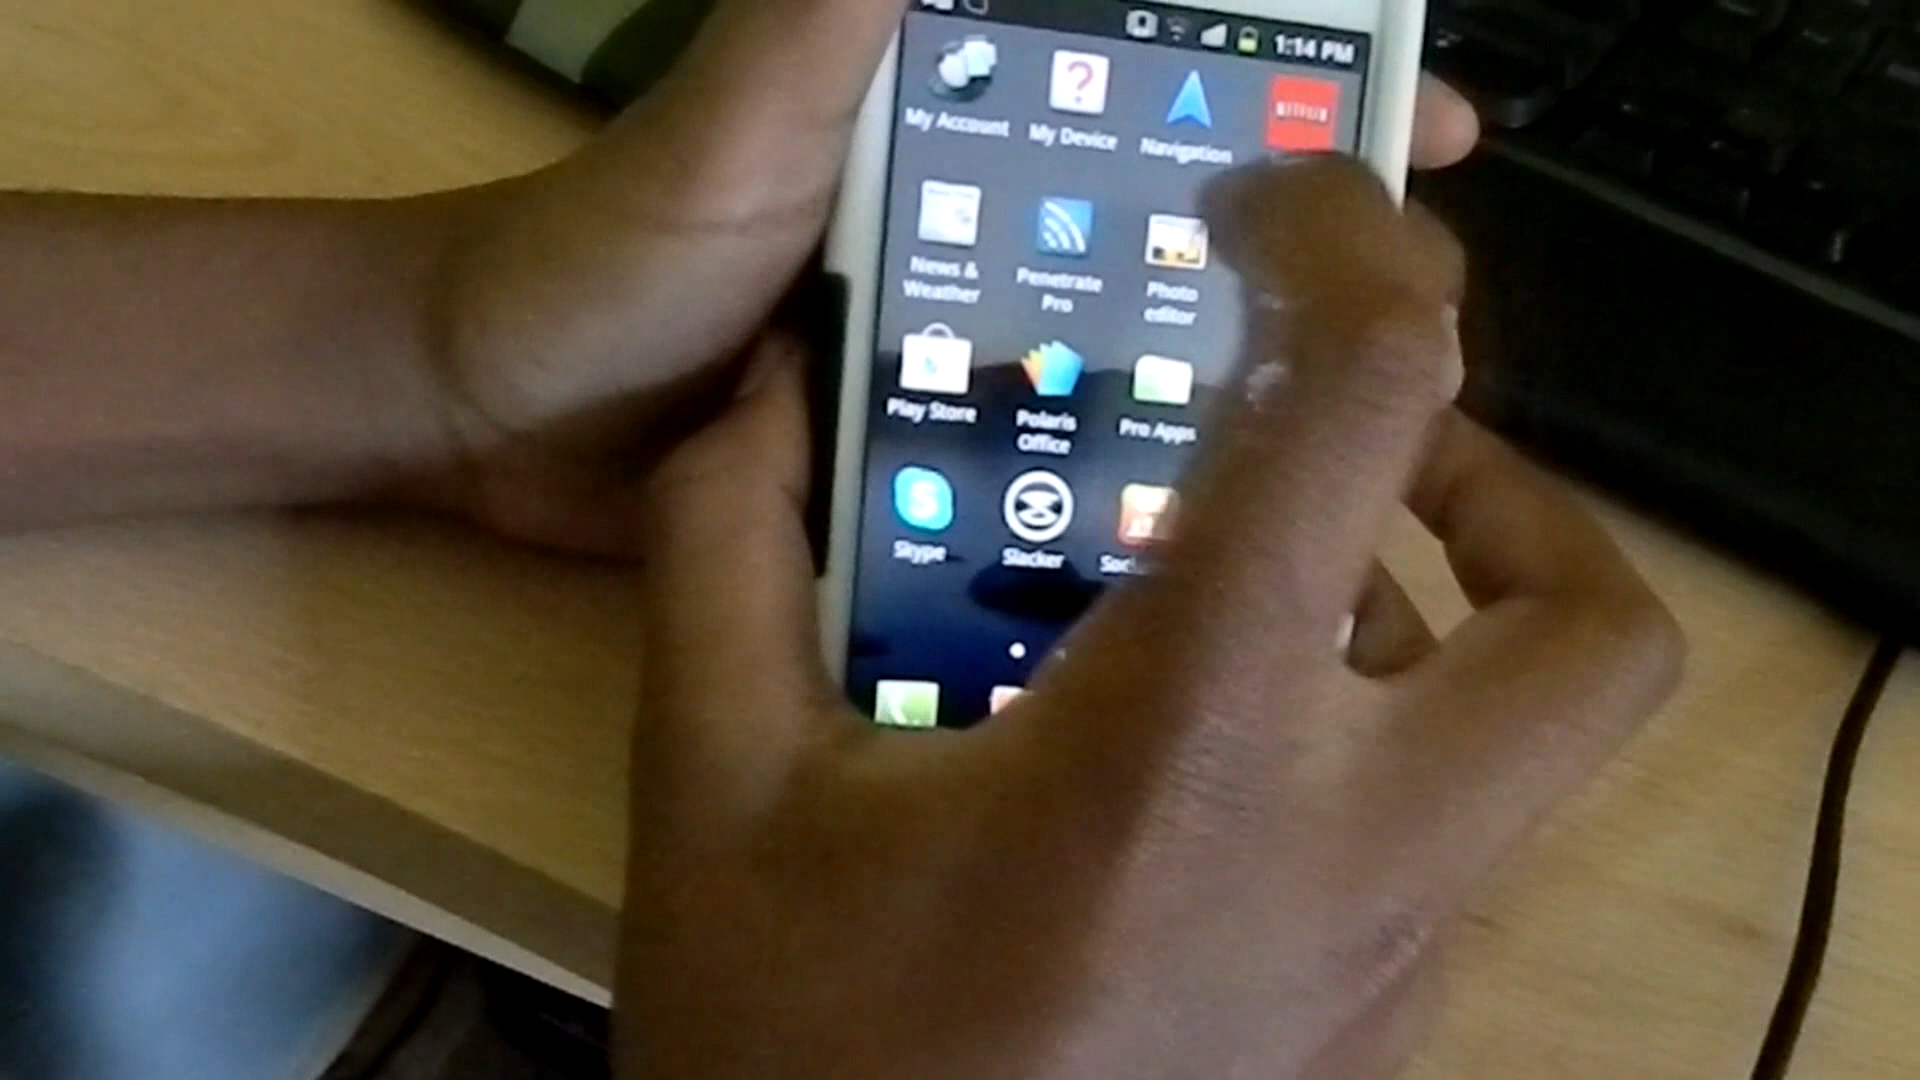 1:14 PM
My Account
My Device
Navigation
NETFLIX
News &
Weather
Penetrate
Pro
Photo
editor
Play Store
Polaris
Office
Pro Apps
Skype
Slacker